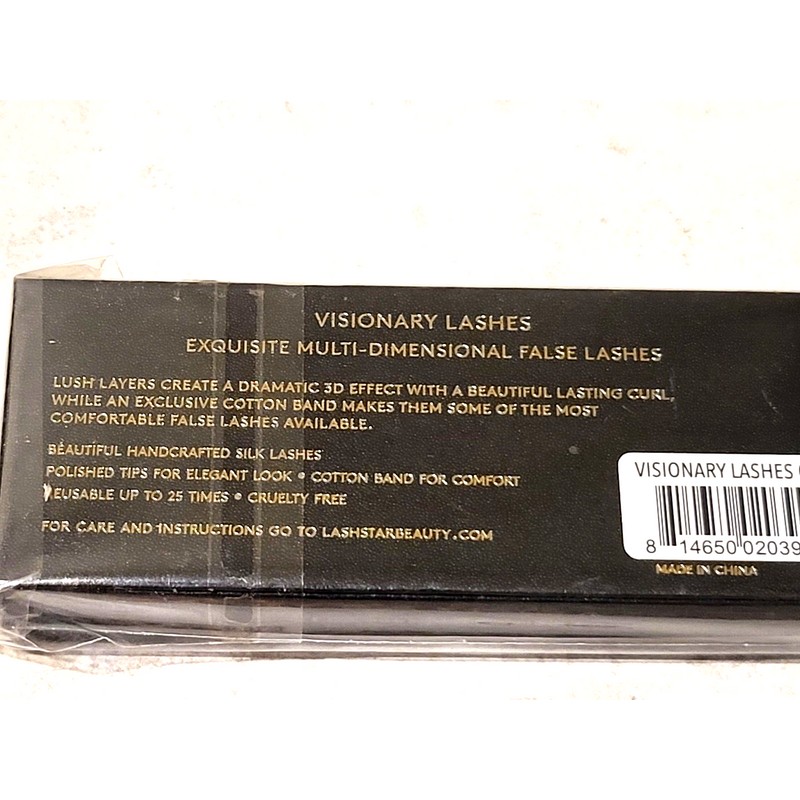 VISIONARY LASHES
EXQUISITE MULTI-DIMENSIONAL FALSE LASHES
LUSH LAYERS CREATE A DRAMATIC 3D EFFECT WITH A BEAUTIFUL LASTING CURL,
WHILE AN EXCLUSIVE COTTON BAND MAKES THEM SOME OF THE MOST
COMFORTABLE FALSE LASHES AVAILABLE.
BEAUTIFUL HANDCRAFTED SILK LASHES
POLISHED TIPS FOR ELEGANT LOOK • COTTON BAND FOR COMFORT
REUSABLE UP TO 25 TIMES • CRUELTY FREE
FOR CARE AND INSTRUCTIONS GO TO LASHSTARBEAUTY.COM
VISIONARY LASHES
8 14650 02039
MADE IN CHINA